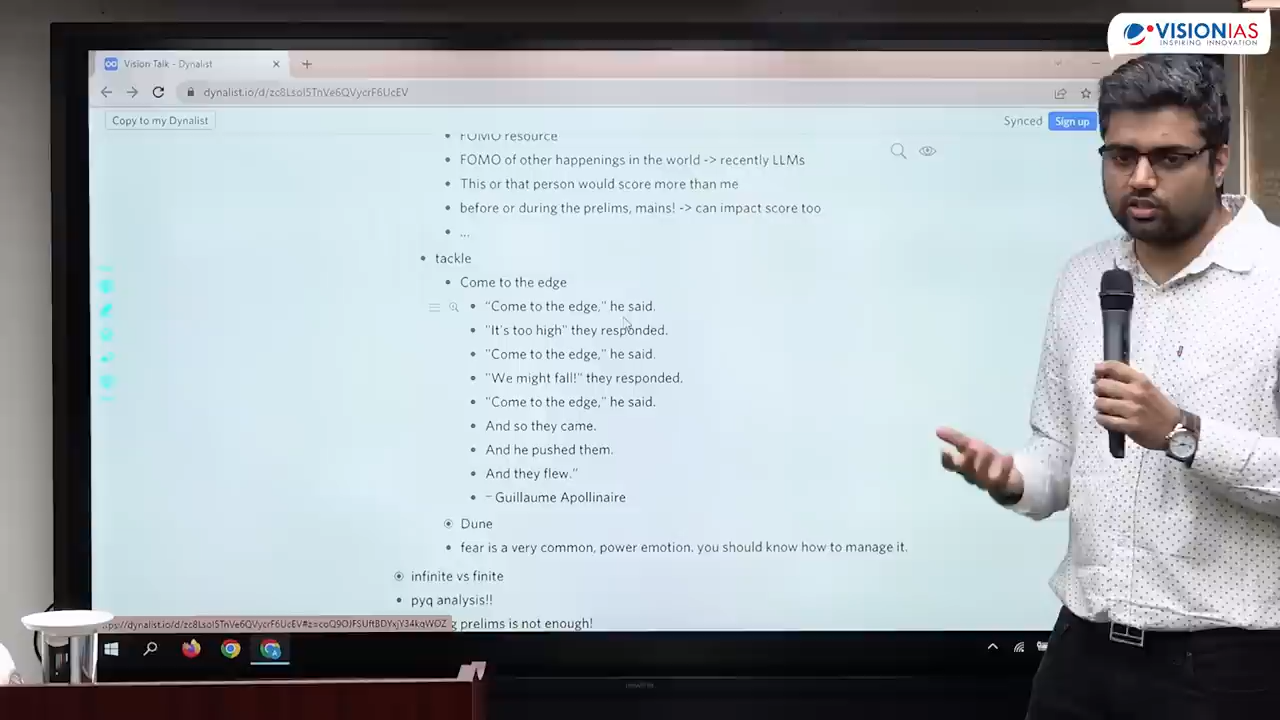 VISIONIAS
INSPIRING INNOVATION
Vision Talk - Dynalist
dynalist.io/d/zc8LsoI5TnVe6QVycrF6UcEV
Copy to my Dynalist
Synced
Sign up
FOMO resource
FOMO of other happenings in the world -> recently LLMs
This or that person would score more than me
before or during the prelims, mains! -> can impact score too
...
tackle
Come to the edge
"Come to the edge," he said.
"It's too high" they responded.
"Come to the edge," he said.
"We might fall!" they responded.
"Come to the edge," he said.
And so they came.
And he pushed them.
And they flew."
– Guillaume Apollinaire
Dune
fear is a very common, power emotion. you should know how to manage it.
infinite vs finite
pyq analysis!!
prelims is not enough!